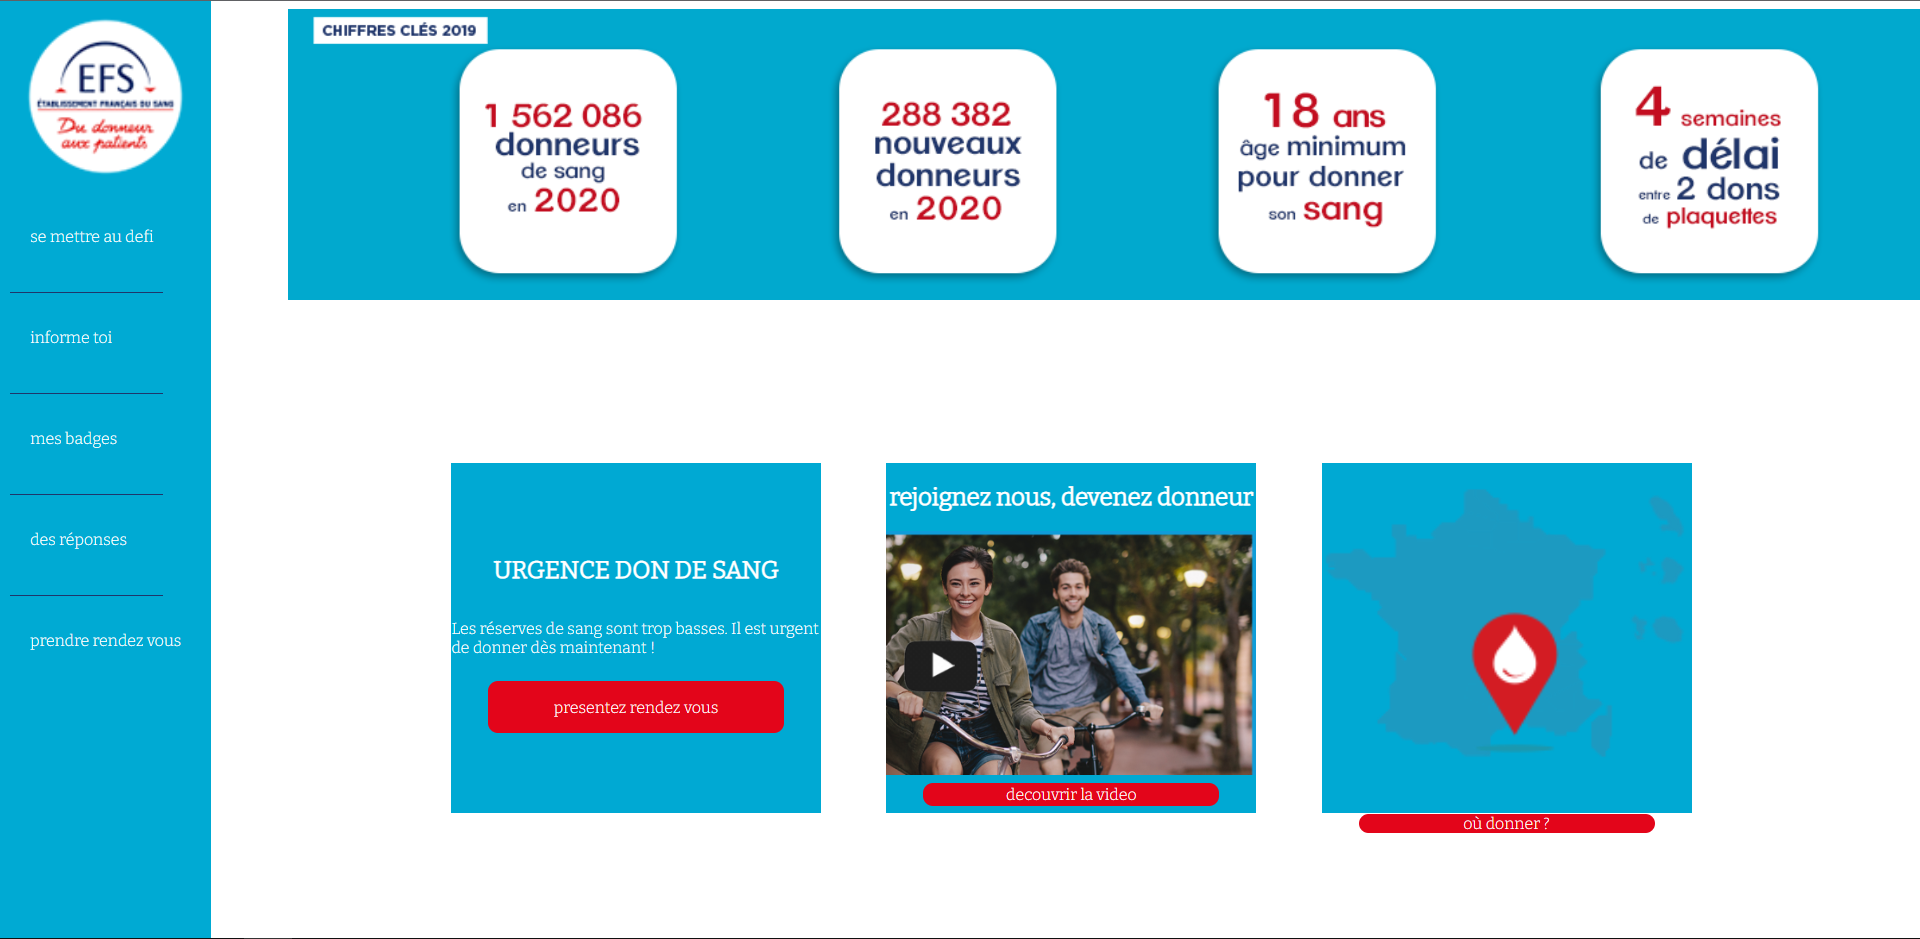 EFS
ÉTABLISSEMENT FRANÇAIS DU SANG
Du donneur
aux patients
se mettre au defi
informe toi
mes badges
des réponses
prendre rendez vous
CHIFFRES CLÉS 2019
1 562 086
donneurs
de sang
en 2020
288 382
nouveaux
donneurs
en 2020
18 ans
âge minimum
pour donner
son sang
4 semaines
de délai
entre 2 dons
de plaquettes
URGENCE DON DE SANG
Les réserves de sang sont trop basses. Il est urgent
de donner dès maintenant !
presentez rendez vous
rejoignez nous, devenez donneur
decouvrir la video
où donner ?